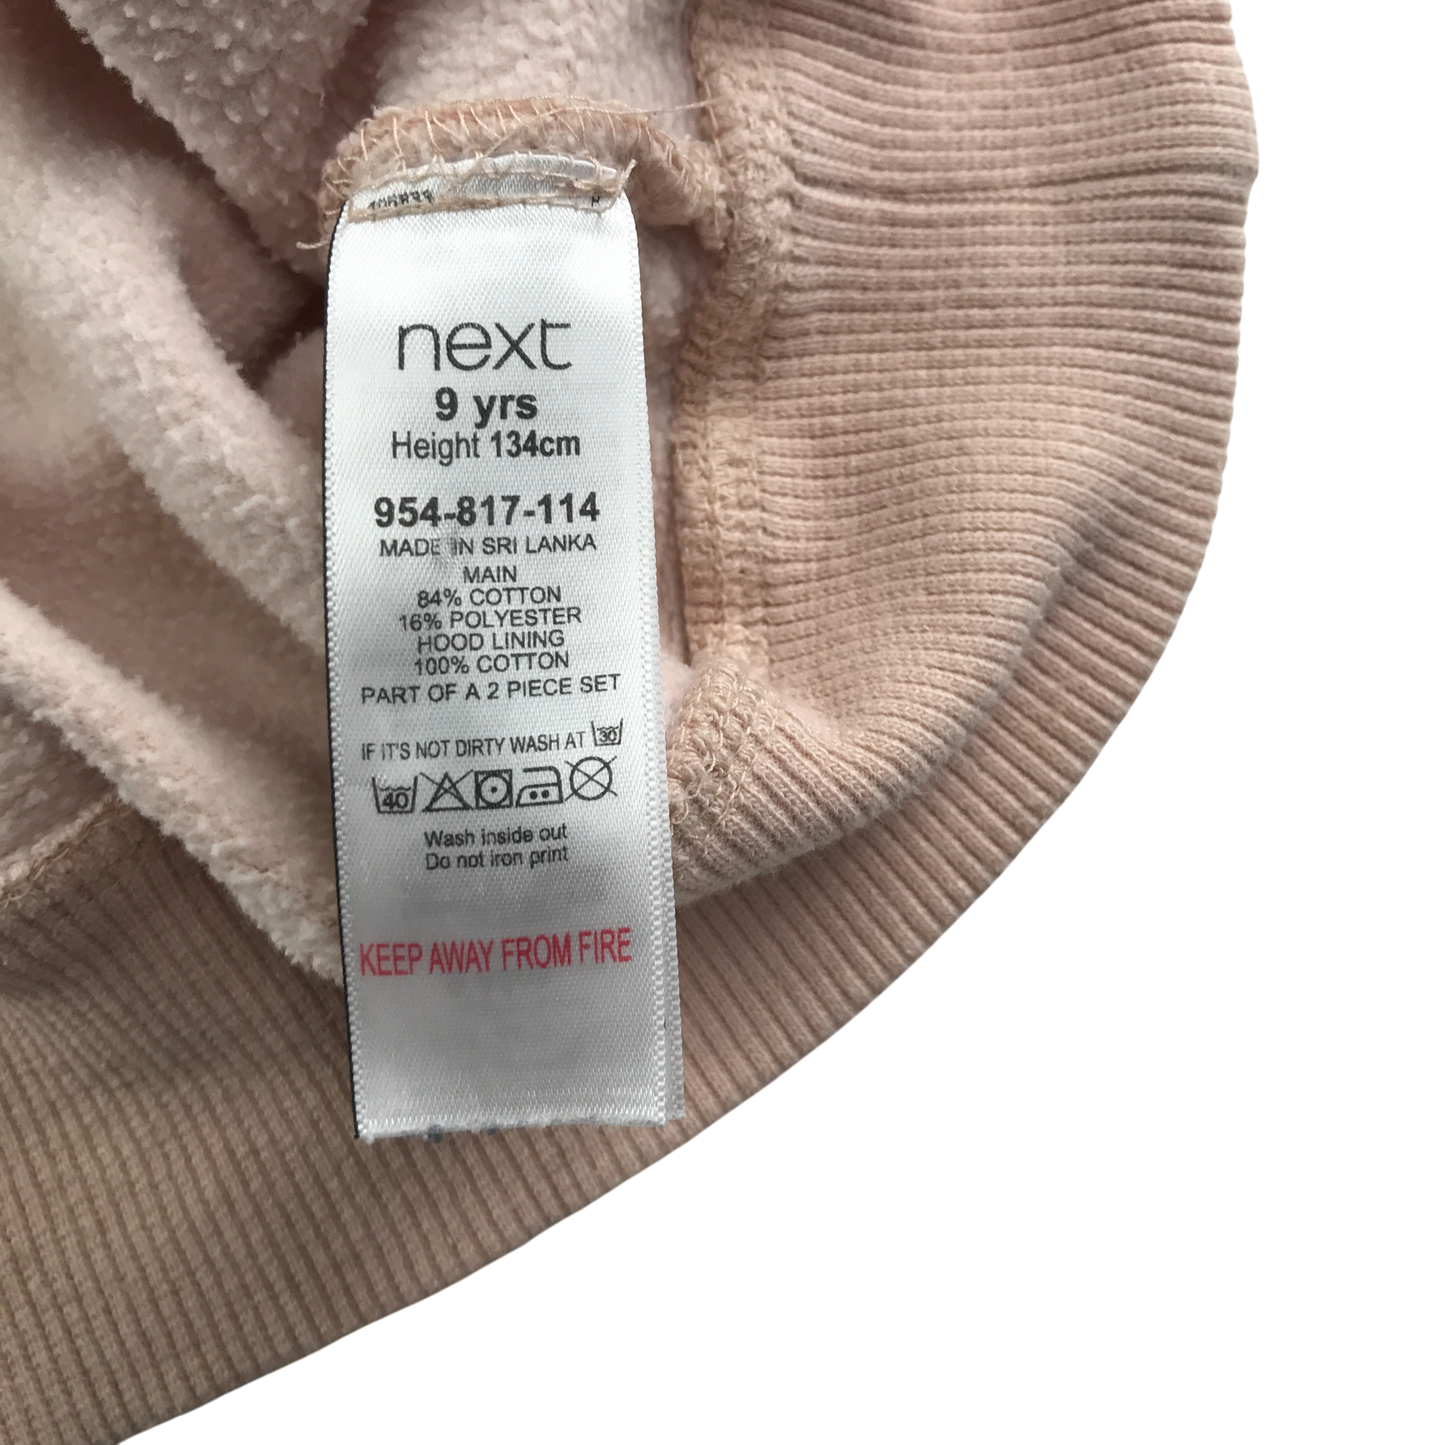 next
9 yrs
Height 134cm
954-817-114
MADE IN SRI LANKA
MAIN
84% COTTON
16% POLYESTER
HOOD LINING
100% COTTON
PART OF A 2 PIECE SET
IF IT'S NOT DIRTY WASH AT 30
40
Wash inside out
Do not iron print
KEEP AWAY FROM FIRE